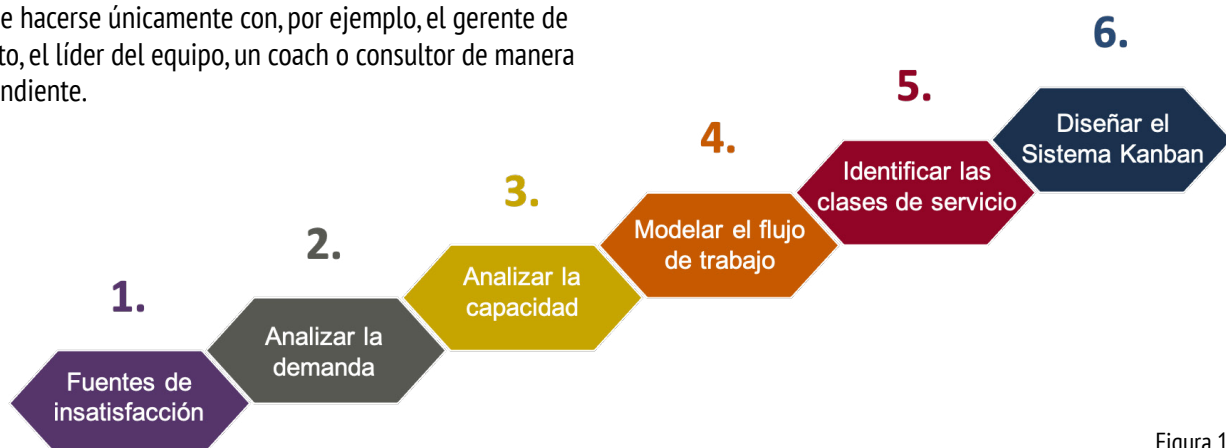 e hacerse únicamente con, por ejemplo, el gerente de
to, el líder del equipo, un coach o consultor de manera
ndiente.
1.
Fuentes de
insatisfacción
2.
Analizar la
demanda
3.
Analizar la
capacidad
4.
Modelar el flujo
de trabajo
5.
Identificar las
clases de servicio
6.
Diseñar el
Sistema Kanban
Figura 1